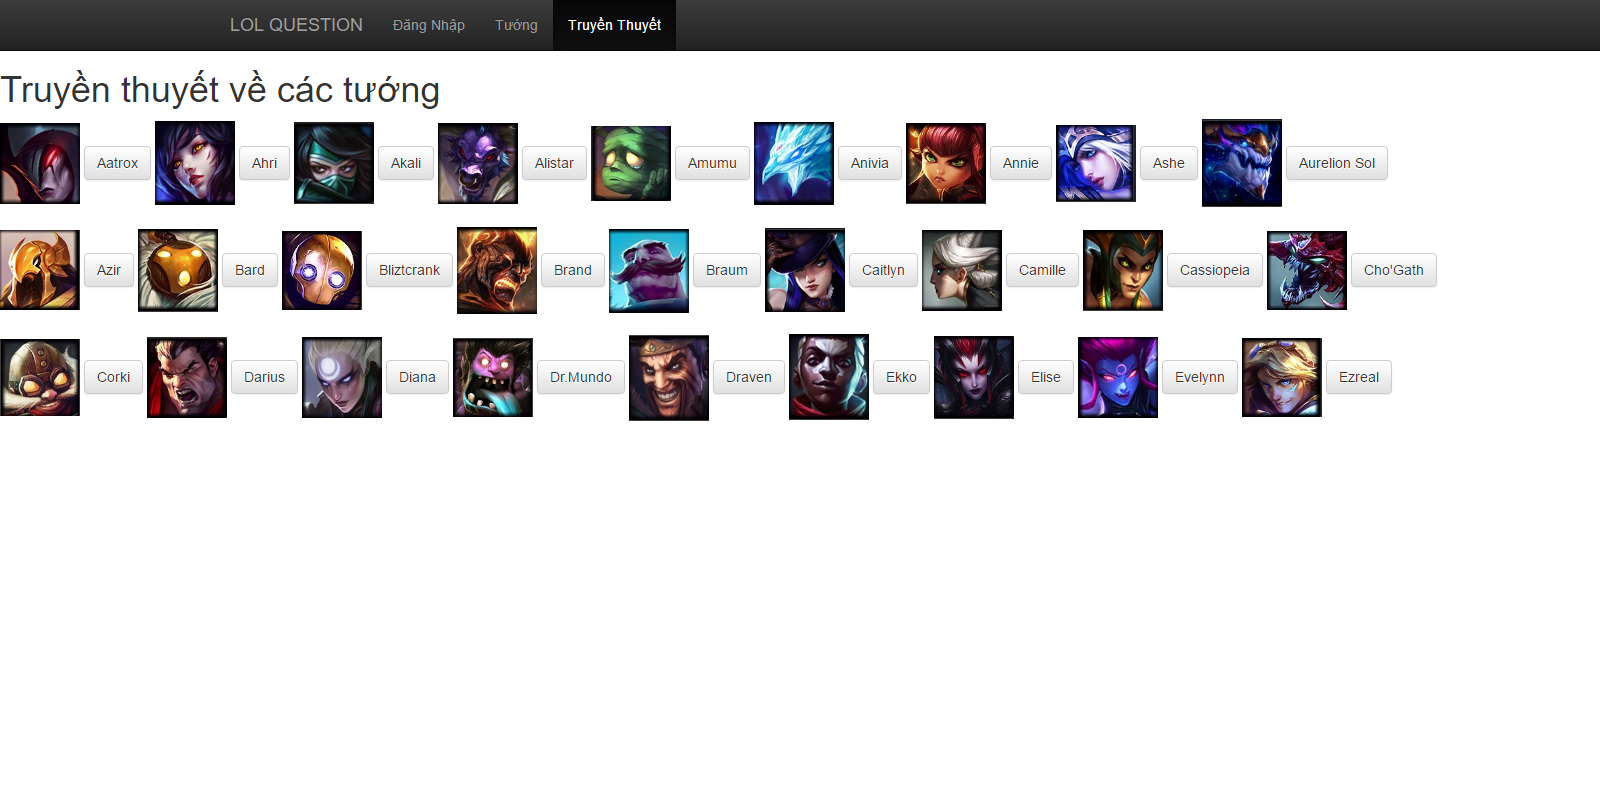 LOL QUESTION Đăng Nhập Tướng Truyền Thuyết
Truyền thuyết về các tướng
Aatrox Ahri Akali Alistar Amumu Anivia Annie Ashe Aurelion Sol
Azir Bard Bliztcrank Brand Braum Caitlyn Camille Cassiopeia Cho'Gath
Corki Darius Diana Dr.Mundo Draven Ekko Elise Evelynn Ezreal